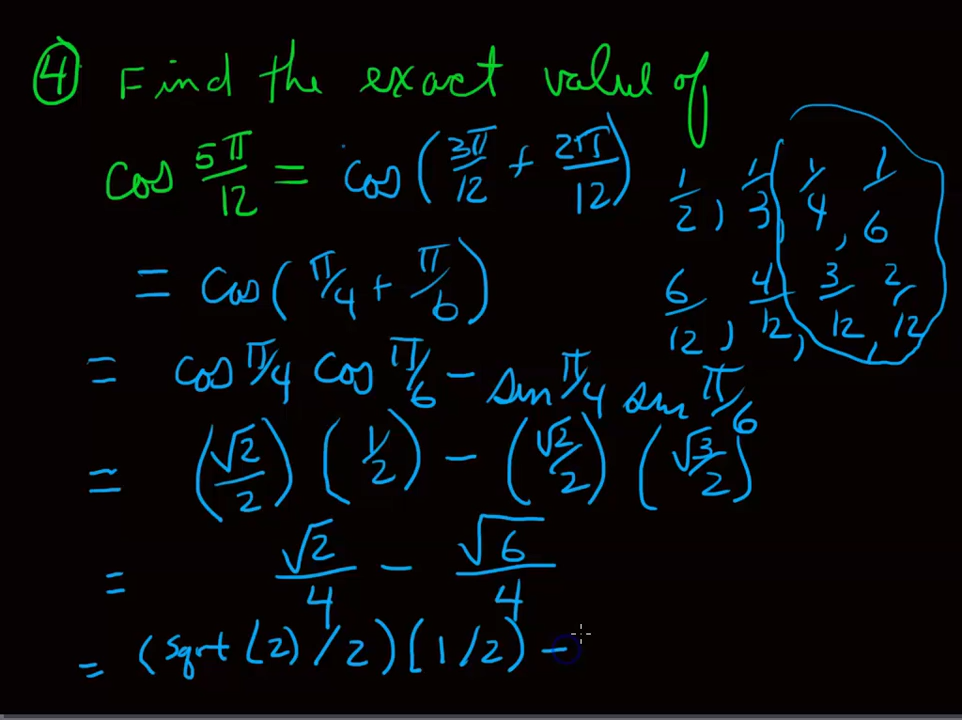 ④ Find the exact value of
cos 5π/12 = cos(3π/12 + 2π/12)
1/2, 1/3, 1/4, 1/6
= cos(π/4 + π/6)
6/12, 4/12, 3/12, 2/12
= cos π/4 cos π/6 - sin π/4 sin π/6
= (√2/2)(1/2) - (√2/2)(√3/2)
= √2/4 - √6/4
= (sqrt(2)/2)(1/2) -